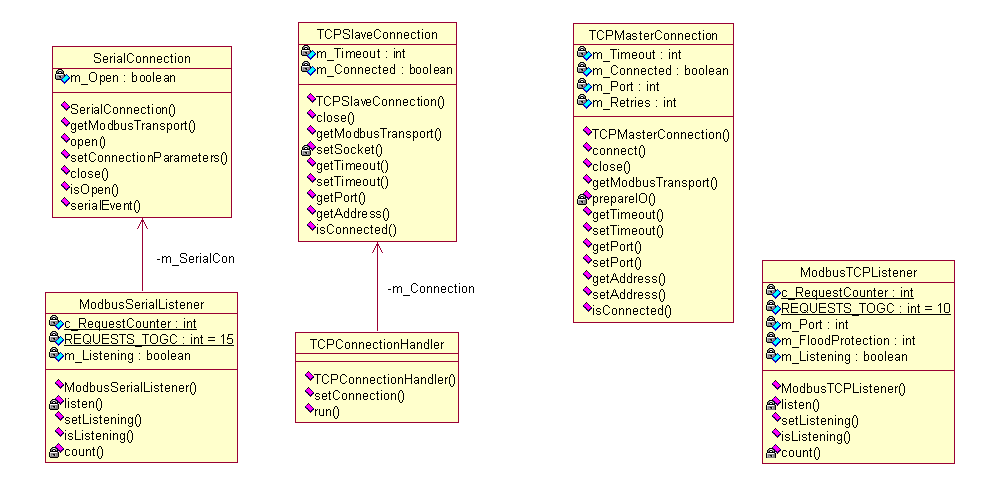 SerialConnection
m_Open : boolean
SerialConnection()
getModbusTransport()
open()
setConnectionParameters()
close()
isOpen()
serialEvent()
-m_SerialCon
ModbusSerialListener
c_RequestCounter : int
REQUESTS_TOGC : int = 15
m_Listening : boolean
ModbusSerialListener()
listen()
setListening()
isListening()
count()
TCPSlaveConnection
m_Timeout : int
m_Connected : boolean
TCPSlaveConnection()
close()
getModbusTransport()
setSocket()
getTimeout()
setTimeout()
getPort()
getAddress()
isConnected()
-m_Connection
TCPConnectionHandler
TCPConnectionHandler()
setConnection()
run()
TCPMasterConnection
m_Timeout : int
m_Connected : boolean
m_Port : int
m_Retries : int
TCPMasterConnection()
connect()
close()
getModbusTransport()
prepareIO()
getTimeout()
setTimeout()
getPort()
setPort()
getAddress()
setAddress()
isConnected()
ModbusTCPListener
c_RequestCounter : int
REQUESTS_TOGC : int = 10
m_Port : int
m_FloodProtection : int
m_Listening : boolean
ModbusTCPListener()
listen()
setListening()
isListening()
count()